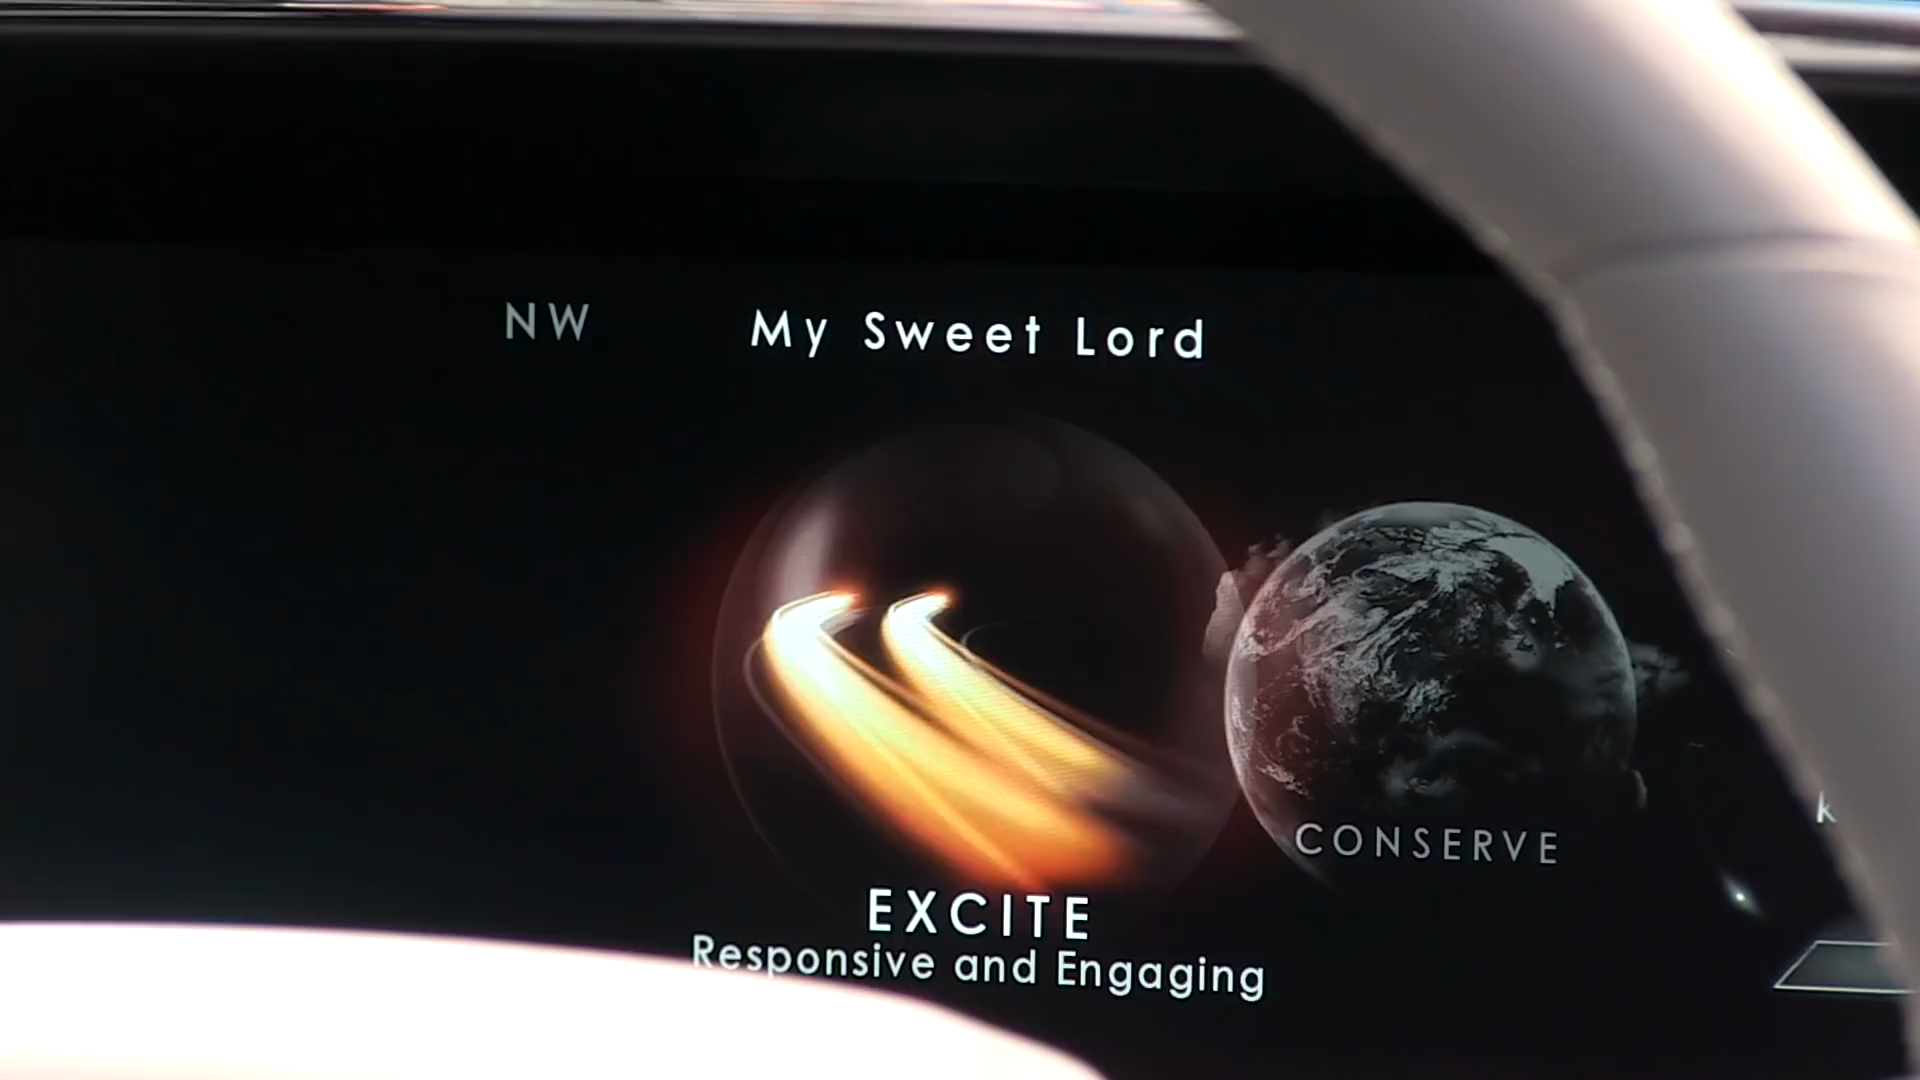 NW
My Sweet Lord
CONSERVE
EXCITE
Responsive and Engaging